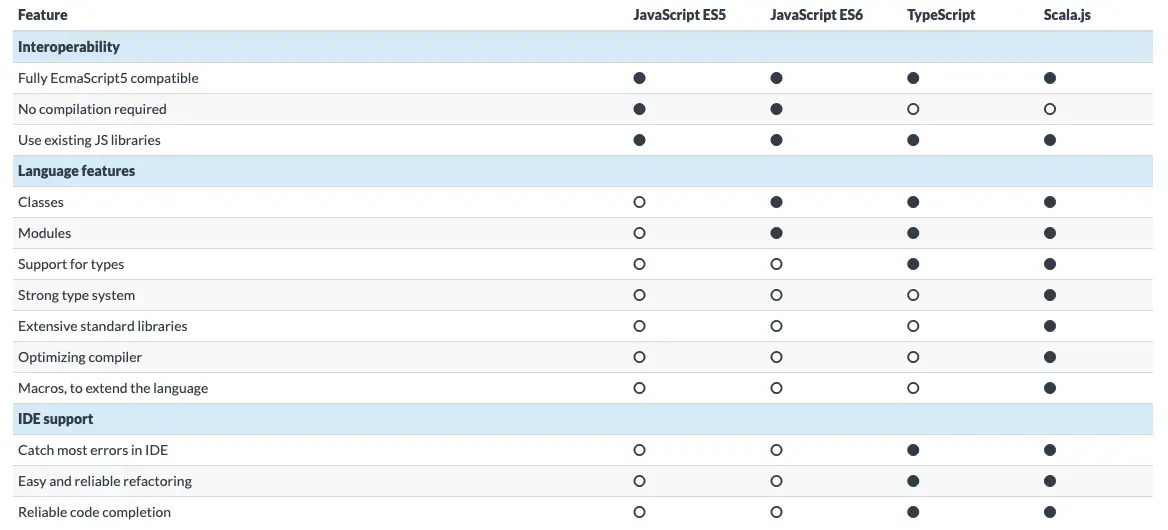 Feature JavaScript ES5 JavaScript ES6 TypeScript Scala.js
Interoperability
Fully EcmaScript5 compatible
No compilation required
Use existing JS libraries
Language features
Classes
Modules
Support for types
Strong type system
Extensive standard libraries
Optimizing compiler
Macros, to extend the language
IDE support
Catch most errors in IDE
Easy and reliable refactoring
Reliable code completion